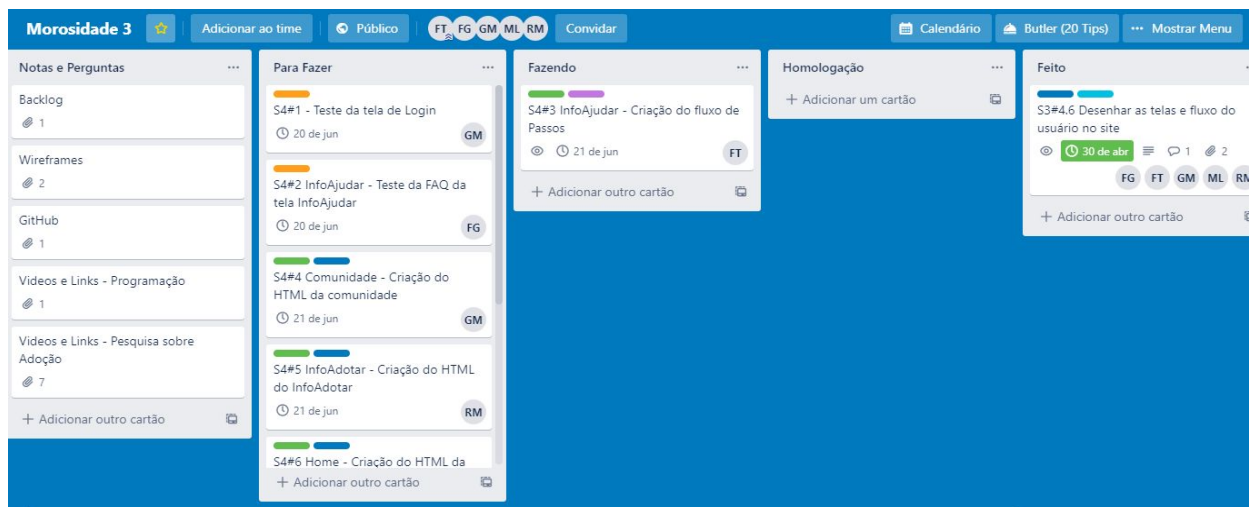 Morosidade 3
Adicionar ao time
Público
FT FG GM ML RM
Convidar
Calendário
Butler (20 Tips)
··· Mostrar Menu
Notas e Perguntas ···
Backlog
1
Wireframes
2
GitHub
1
Videos e Links - Programação
1
Videos e Links - Pesquisa sobre
Adoção
7
+ Adicionar outro cartão
Para Fazer ···
S4#1 - Teste da tela de Login
20 de jun
GM
S4#2 InfoAjudar - Teste da FAQ da
tela InfoAjudar
20 de jun
FG
S4#4 Comunidade - Criação do
HTML da comunidade
21 de jun
GM
S4#5 InfoAdotar - Criação do HTML
do InfoAdotar
21 de jun
RM
S4#6 Home - Criação do HTML da
+ Adicionar outro cartão
Fazendo ···
S4#3 InfoAjudar - Criação do fluxo de
Passos
21 de jun
FT
+ Adicionar outro cartão
Homologação ···
+ Adicionar um cartão
Feito
S3#4.6 Desenhar as telas e fluxo do
usuário no site
30 de abr 1 2
FG FT GM ML RM
+ Adicionar outro cartão